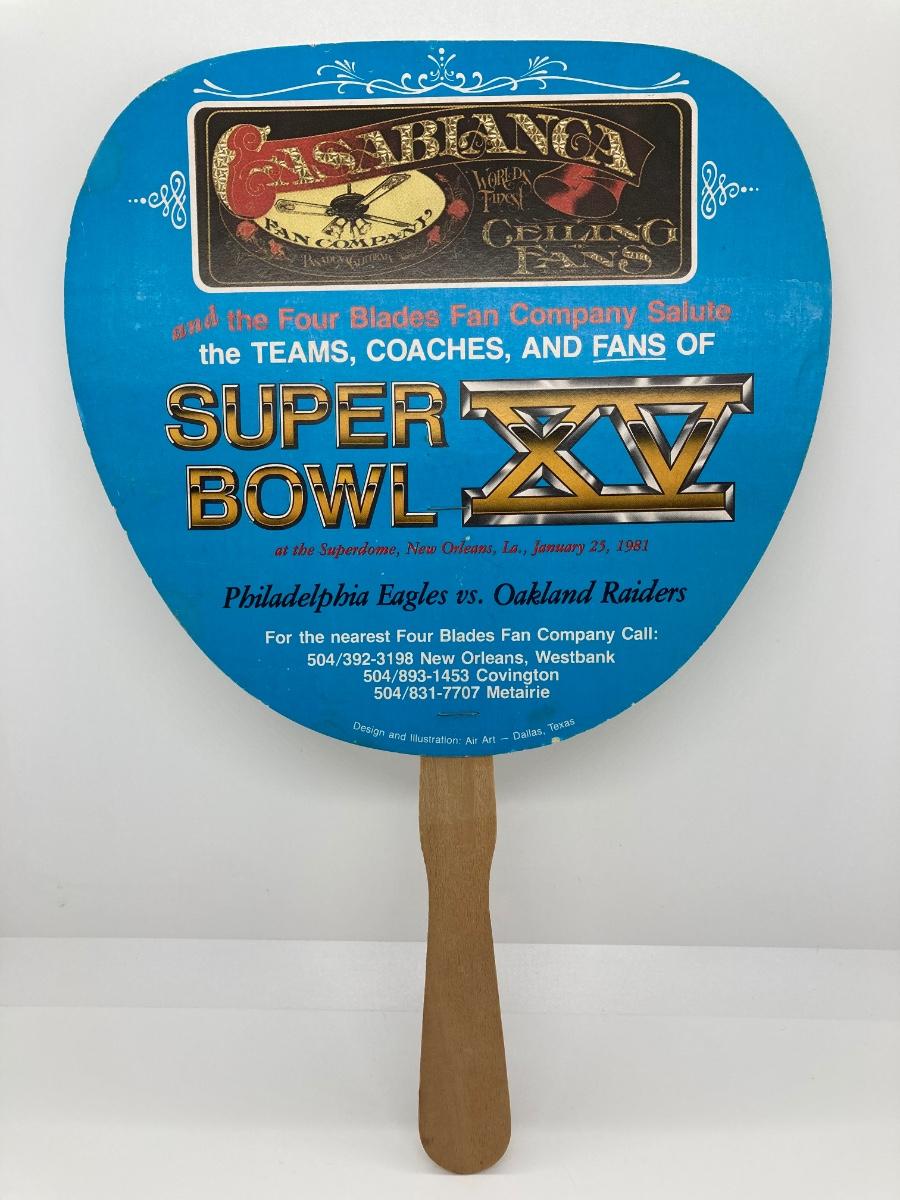 CASABLANCA
WORLDS
FINEST
FAN COMPANY
PASADENA CALIFORNIA
CEILING
FANS
and the Four Blades Fan Company Salute
the TEAMS, COACHES, AND FANS OF
SUPER
BOWL
XV
at the Superdome, New Orleans, La., January 25, 1981
Philadelphia Eagles vs. Oakland Raiders
For the nearest Four Blades Fan Company Call:
504/392-3198 New Orleans, Westbank
504/893-1453 Covington
504/831-7707 Metairie
Design and Illustration: Air Art — Dallas, Texas